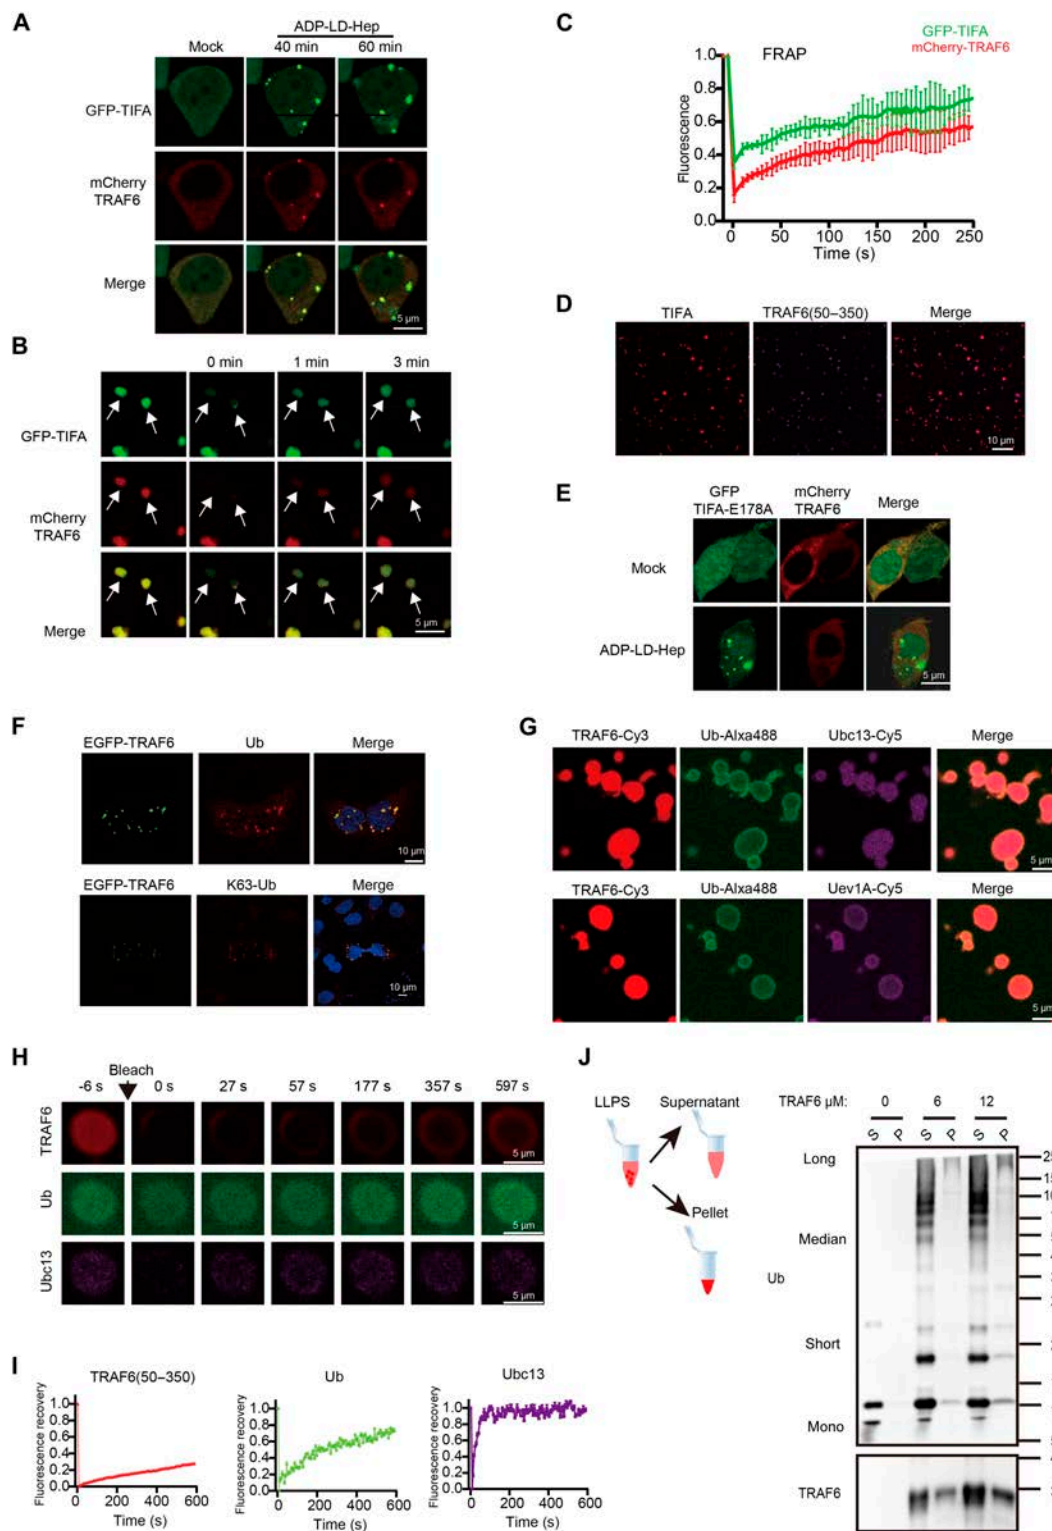 A
ADP-LD-Hep
Mock 40 min 60 min
GFP-TIFA
mCherry
TRAF6
Merge
5 µm
B
0 min 1 min 3 min
GFP-TIFA
mCherry
TRAF6
Merge
5 µm
C
GFP-TIFA
mCherry-TRAF6
FRAP
Fluorescence
1.0
0.8
0.6
0.4
0.2
0.0
0 50 100 150 200 250
Time (s)
D
TIFA TRAF6(50–350) Merge
10 µm
E
GFP mCherry
TIFA-E178A TRAF6 Merge
Mock
ADP-LD-Hep
5 µm
F
EGFP-TRAF6 Ub Merge
10 µm
EGFP-TRAF6 K63-Ub Merge
10 µm
G
TRAF6-Cy3 Ub-Alxa488 Ubc13-Cy5 Merge
5 µm
TRAF6-Cy3 Ub-Alxa488 Uev1A-Cy5 Merge
5 µm
H
Bleach
-6 s 0 s 27 s 57 s 177 s 357 s 597 s
TRAF6
5 µm
Ub
5 µm
Ubc13
5 µm
I
TRAF6(50–350) Ub Ubc13
Fluorescence recovery
1.0
0.8
0.6
0.4
0.2
0
0 200 400 600
Time (s)
Fluorescence recovery
1.0
0.8
0.6
0.4
0.2
0
0 200 400 600
Time (s)
Fluorescence recovery
1.0
0.8
0.6
0.4
0.2
0
0 200 400 600
Time (s)
J
LLPS Supernatant
Pellet
TRAF6 µM: 0 6 12
S P S P S P
Long
Median
Ub
Short
Mono
TRAF6